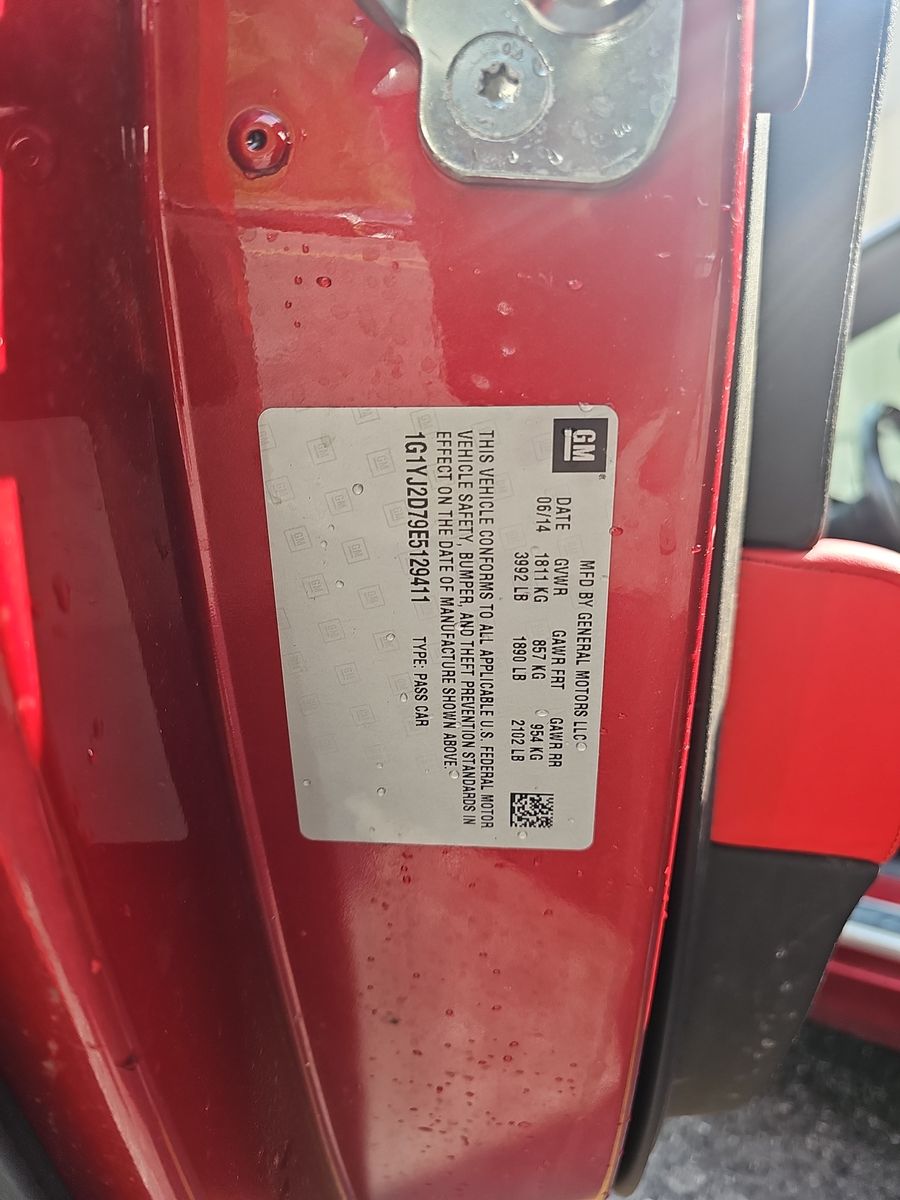 GM
MFD BY GENERAL MOTORS LLC
DATE GVWR GAWR FRT GAWR RR
06/14 1811 KG 857 KG 954 KG
3992 LB 1890 LB 2102 LB
THIS VEHICLE CONFORMS TO ALL APPLICABLE U.S. FEDERAL MOTOR
VEHICLE SAFETY, BUMPER, AND THEFT PREVENTION STANDARDS IN
EFFECT ON THE DATE OF MANUFACTURE SHOWN ABOVE.
1G1YJ2D79E5129411 TYPE: PASS CAR